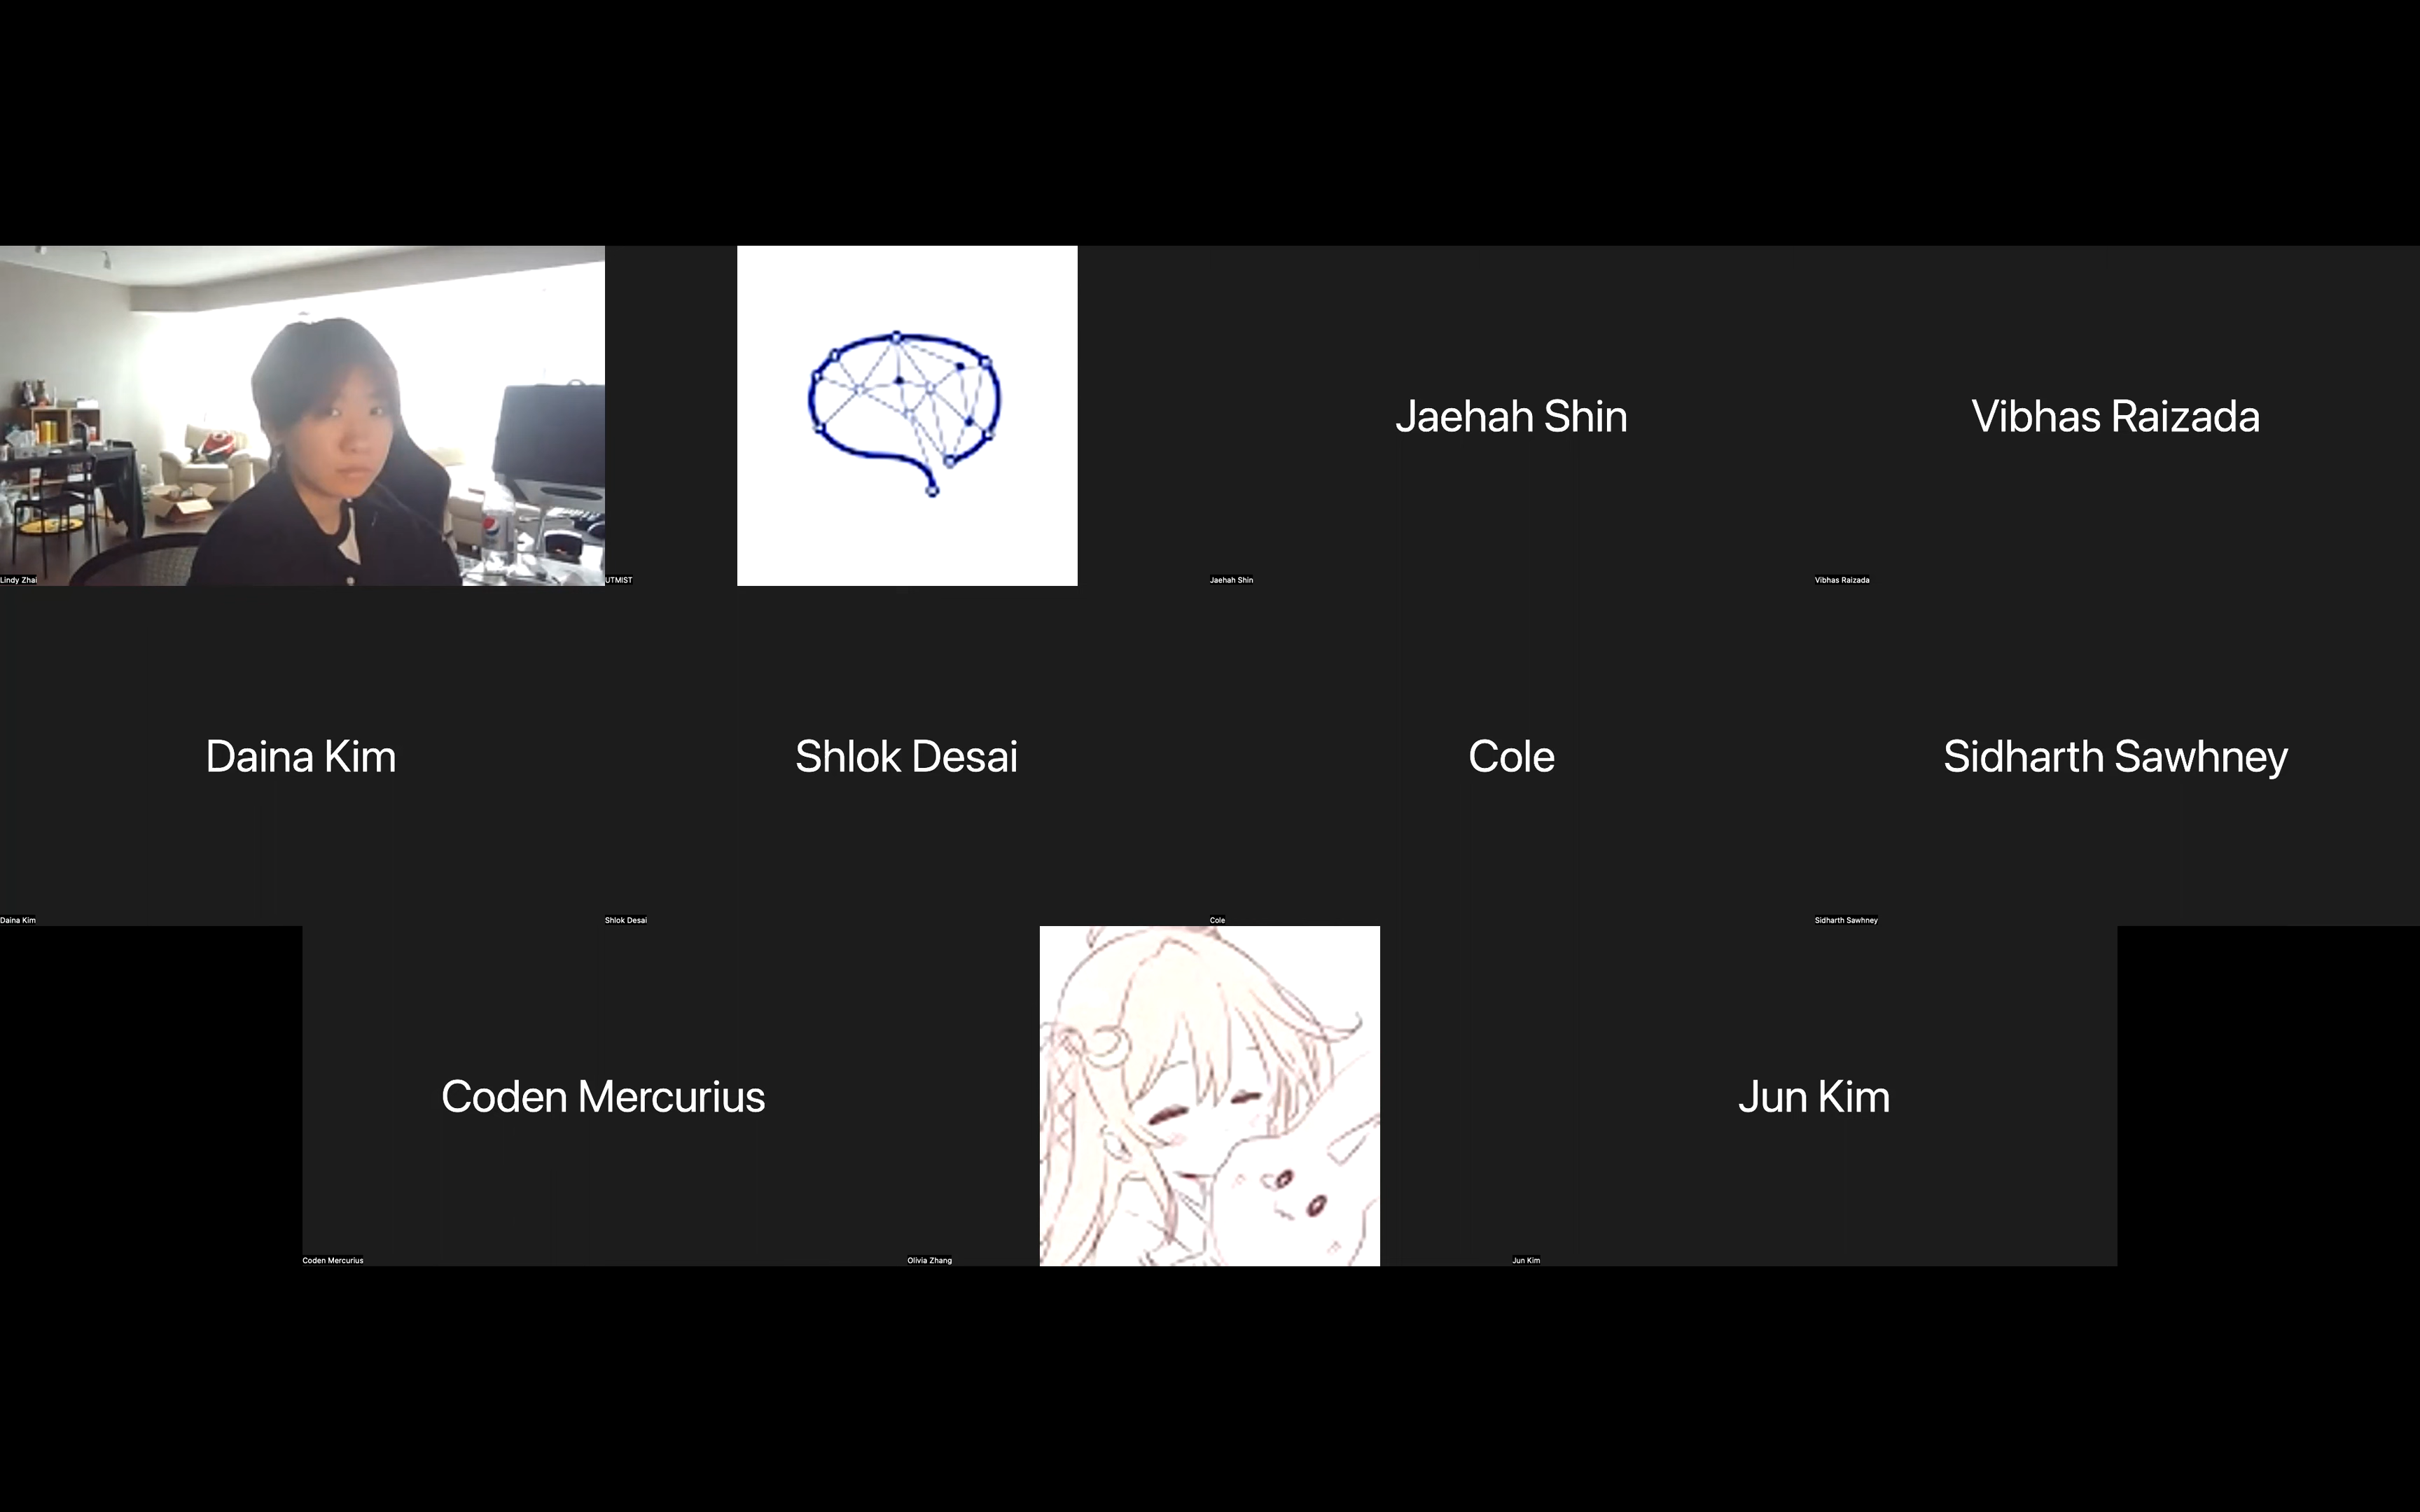 Lindy Zhai
UTMIST
Jaehah Shin
Jaehah Shin
Vibhas Raizada
Vibhas Raizada
Daina Kim
Daina Kim
Shlok Desai
Shlok Desai
Cole
Cole
Sidharth Sawhney
Sidharth Sawhney
Coden Mercurius
Coden Mercurius
Olivia Zhang
Jun Kim
Jun Kim